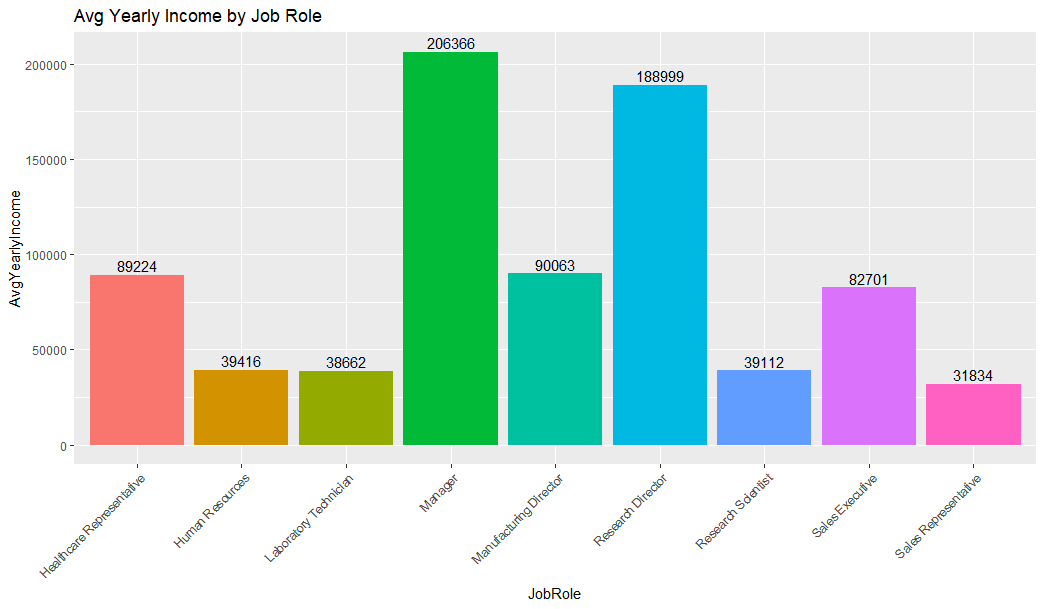 Avg Yearly Income by Job Role
AvgYearlyIncome
200000
150000
100000
50000
0
89224
39416
38662
206366
90063
188999
39112
82701
31834
Healthcare Representative
Human Resources
Laboratory Technician
Manager
Manufacturing Director
Research Director
Research Scientist
Sales Executive
Sales Representative
JobRole